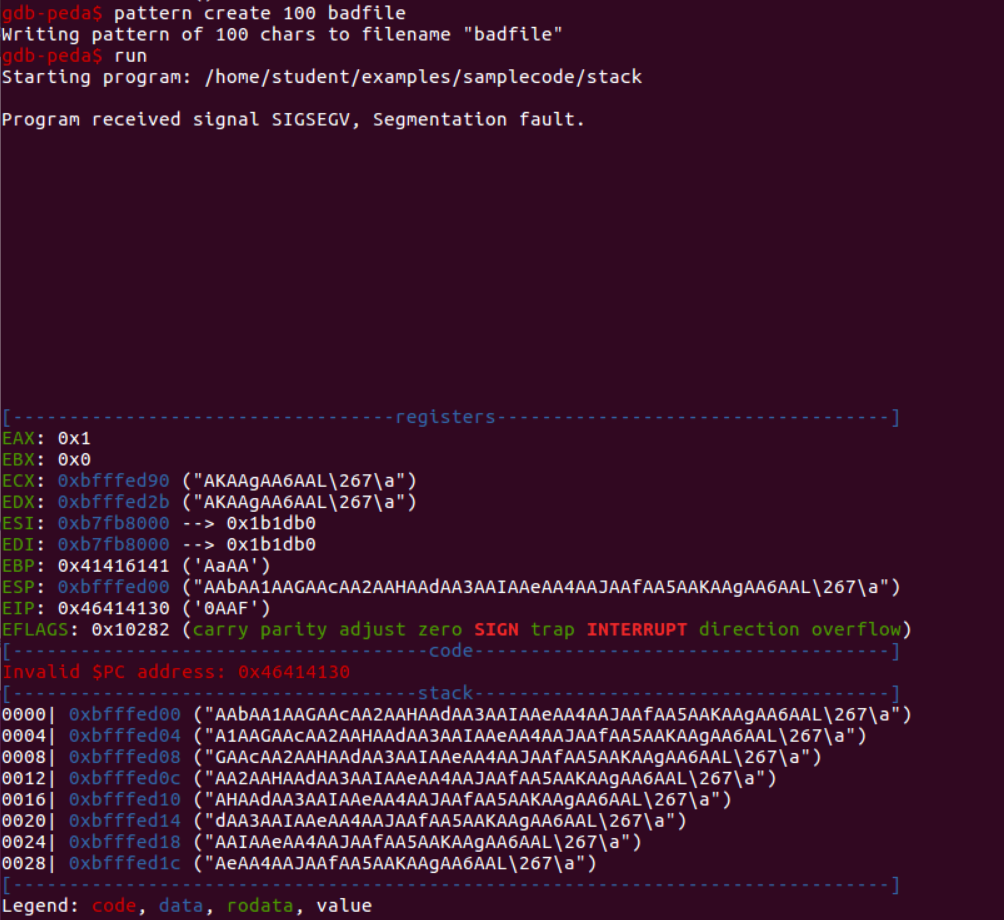 gdb-peda$ pattern create 100 badfile
Writing pattern of 100 chars to filename "badfile"
gdb-peda$ run
Starting program: /home/student/examples/samplecode/stack
Program received signal SIGSEGV, Segmentation fault.
[----------------------------------registers-----------------------------------]
EAX: 0x1
EBX: 0x0
ECX: 0xbfffed90 ("AKAAgAA6AAL\267\a")
EDX: 0xbfffed2b ("AKAAgAA6AAL\267\a")
ESI: 0xb7fb8000 --> 0x1b1db0
EDI: 0xb7fb8000 --> 0x1b1db0
EBP: 0x41416141 ('AaAA')
ESP: 0xbfffed00 ("AAbAA1AAGAAcAA2AAHAAdAA3AAIAAeAA4AAJAAfAA5AAKAAgAA6AAL\267\a")
EIP: 0x46414130 ('0AAF')
EFLAGS: 0x10282 (carry parity adjust zero SIGN trap INTERRUPT direction overflow)
[-------------------------------------code-------------------------------------]
Invalid $PC address: 0x46414130
[------------------------------------stack-------------------------------------]
0000| 0xbfffed00 ("AAbAA1AAGAAcAA2AAHAAdAA3AAIAAeAA4AAJAAfAA5AAKAAgAA6AAL\267\a")
0004| 0xbfffed04 ("A1AAGAAcAA2AAHAAdAA3AAIAAeAA4AAJAAfAA5AAKAAgAA6AAL\267\a")
0008| 0xbfffed08 ("GAAcAA2AAHAAdAA3AAIAAeAA4AAJAAfAA5AAKAAgAA6AAL\267\a")
0012| 0xbfffed0c ("AA2AAHAAdAA3AAIAAeAA4AAJAAfAA5AAKAAgAA6AAL\267\a")
0016| 0xbfffed10 ("AHAAdAA3AAIAAeAA4AAJAAfAA5AAKAAgAA6AAL\267\a")
0020| 0xbfffed14 ("dAA3AAIAAeAA4AAJAAfAA5AAKAAgAA6AAL\267\a")
0024| 0xbfffed18 ("AAIAAeAA4AAJAAfAA5AAKAAgAA6AAL\267\a")
0028| 0xbfffed1c ("AeAA4AAJAAfAA5AAKAAgAA6AAL\267\a")
[------------------------------------------------------------------------------]
Legend: code, data, rodata, value